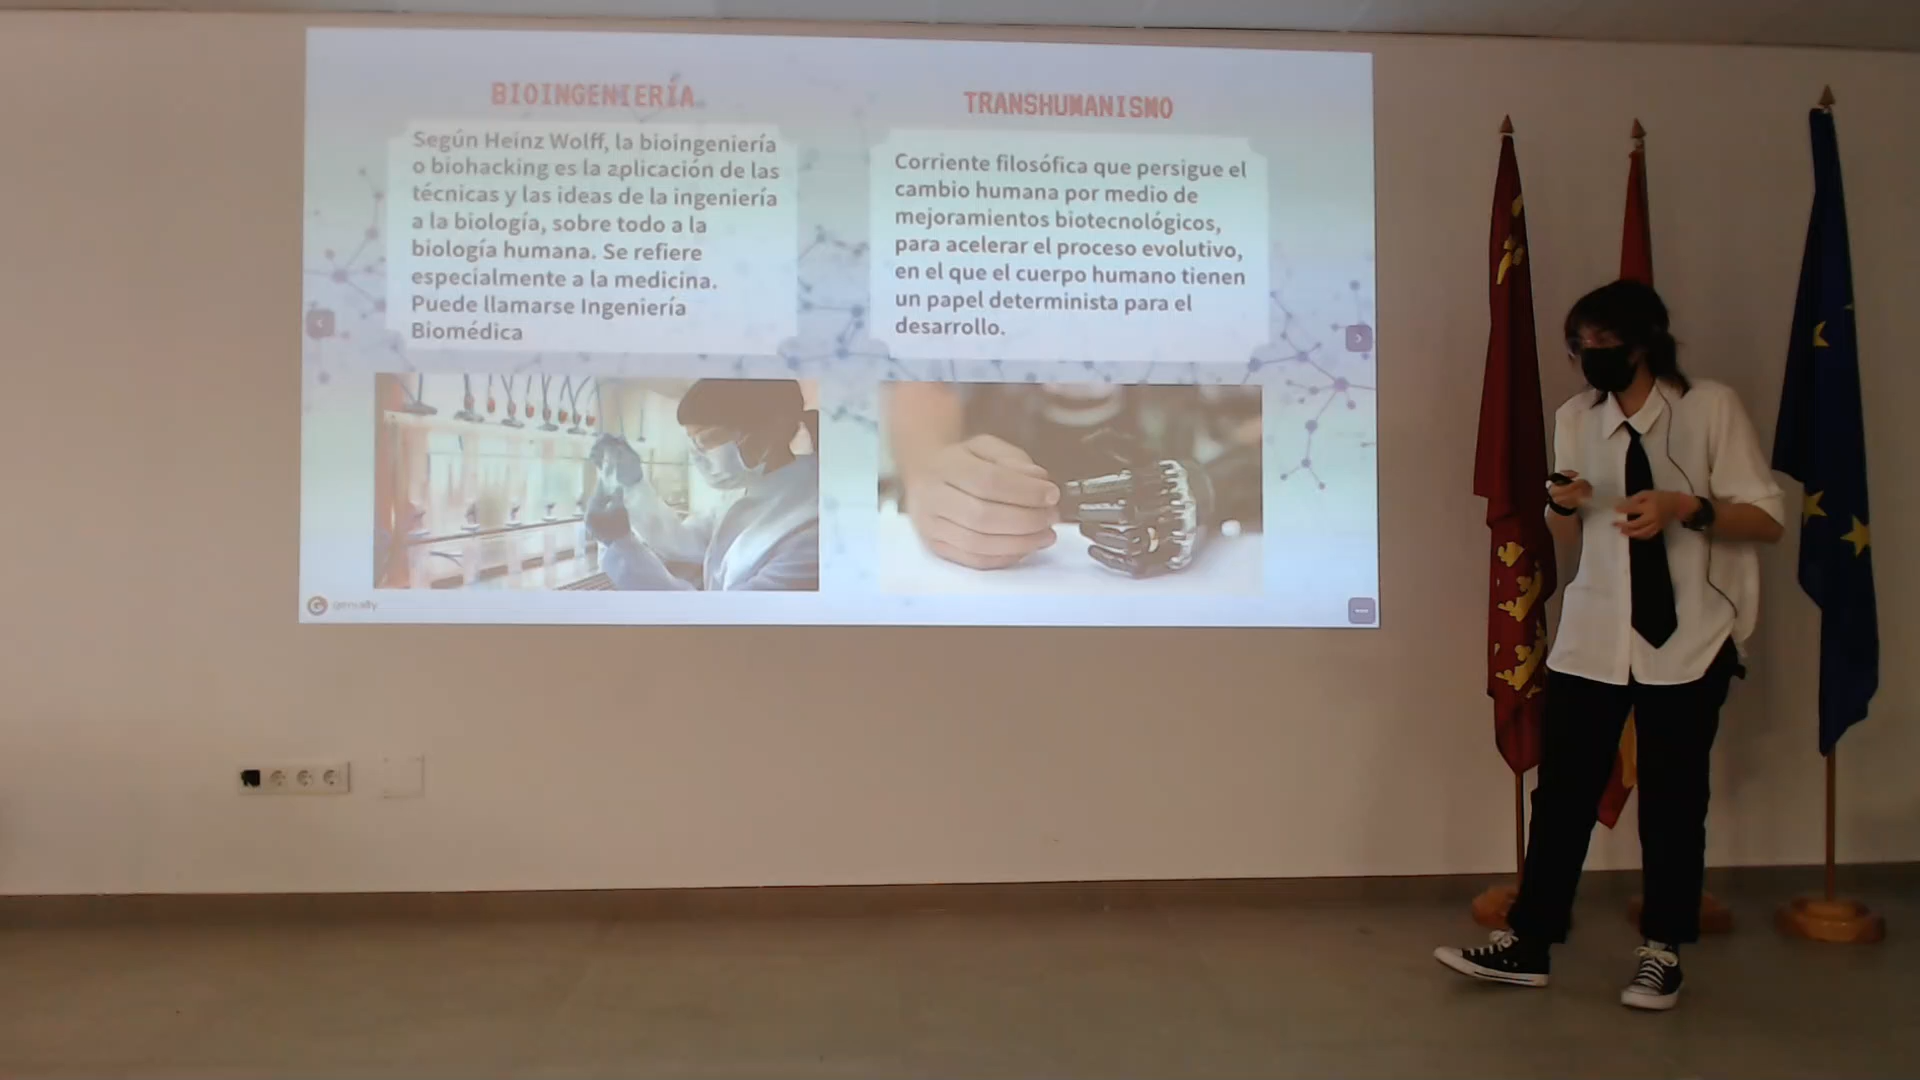 BIOINGENIERÍA
Según Heinz Wolff, la bioingeniería
o biohacking es la aplicación de las
técnicas y las ideas de la ingeniería
a la biología, sobre todo a la
biología humana. Se refiere
especialmente a la medicina.
Puede llamarse Ingeniería
Biomédica
TRANSHUMANISMO
Corriente filosófica que persigue el
cambio humana por medio de
mejoramientos biotecnológicos,
para acelerar el proceso evolutivo,
en el que el cuerpo humano tienen
un papel determinista para el
desarrollo.
genially